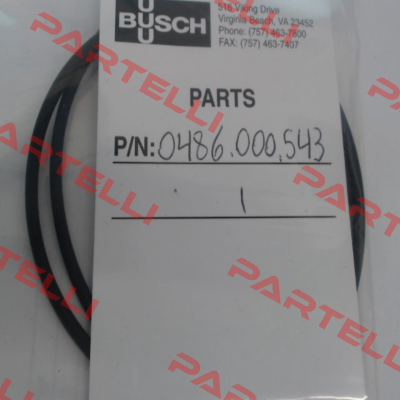 BUSCH
516 Viking Drive
Virginia Beach, VA 23452
Phone: (757) 463-7800
FAX: (757) 463-7407
PARTS
P/N: 0486.000.543
1
PARTELLI
PARTELLI
PARTELLI
PARTELLI
PARTELLI